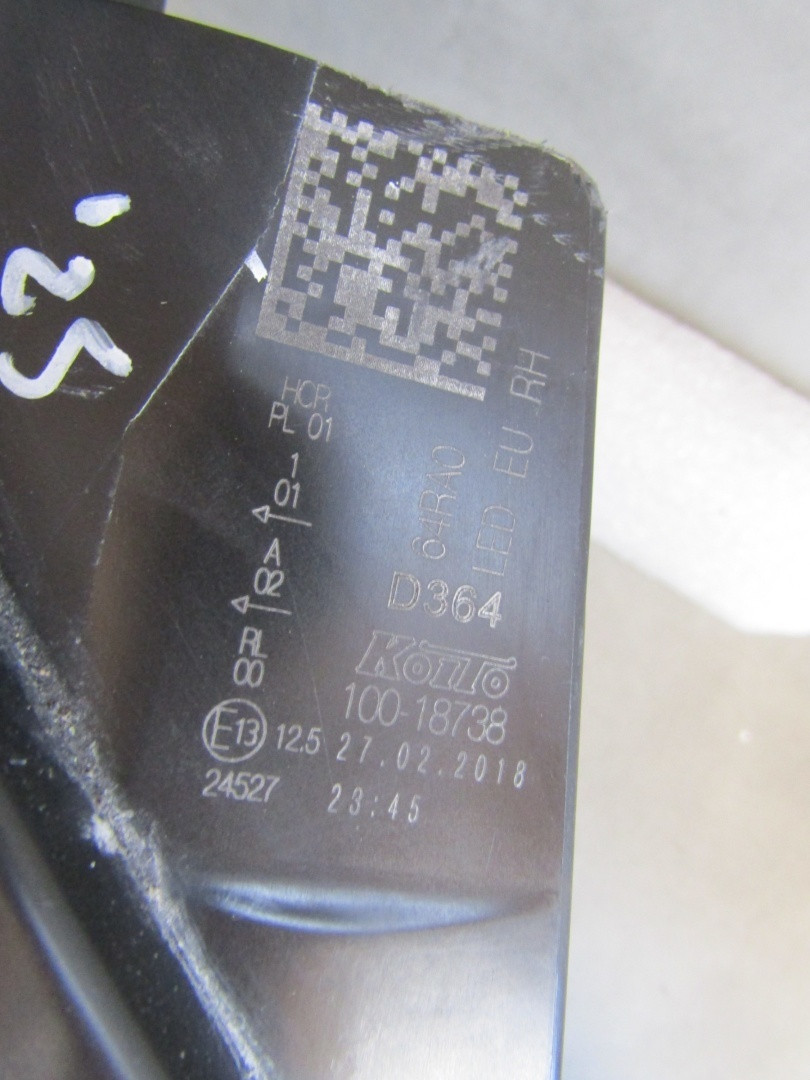 HCR
PL 01
1
01
A
02
RL
00
E13
12.5
24527
64RA0
LED EU RH
D364
KOITO
100-18738
27.02.2018
23:45